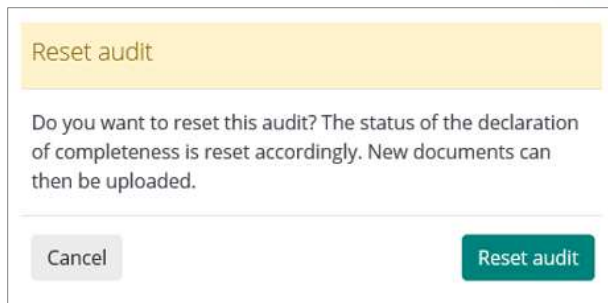 Reset audit
Do you want to reset this audit? The status of the declaration
of completeness is reset accordingly. New documents can
then be uploaded.
Cancel
Reset audit